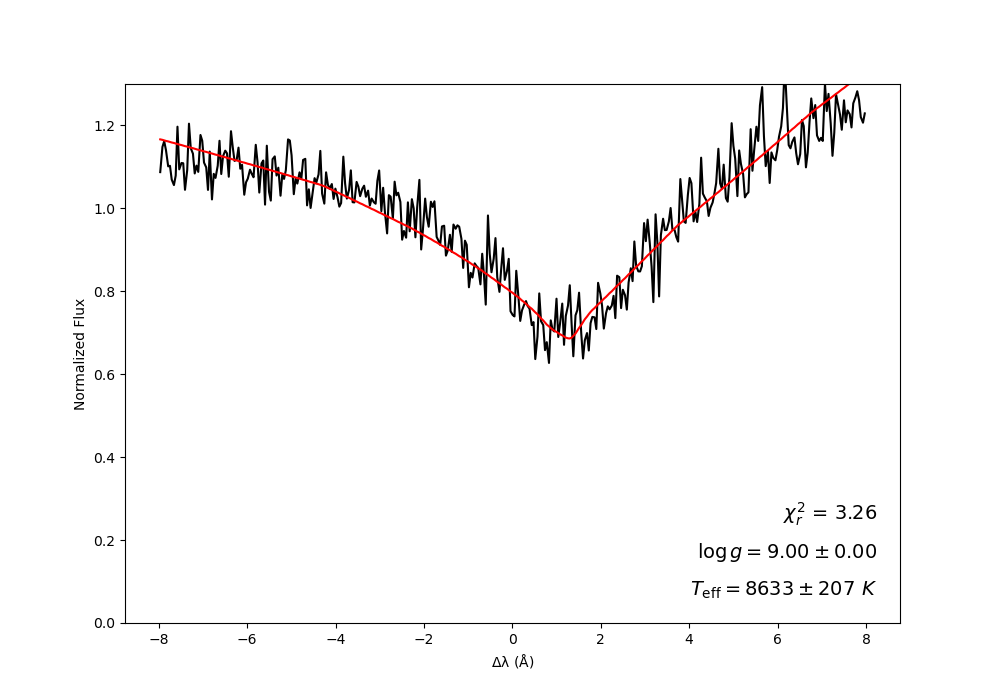 1.2
1.0
0.8
0.6
0.4
0.2
0.0
Normalized Flux
χ²ᵣ = 3.26
log g = 9.00 ± 0.00
T_eff = 8633 ± 207 K
−8 −6 −4 −2 0 2 4 6 8
Δλ (Å)